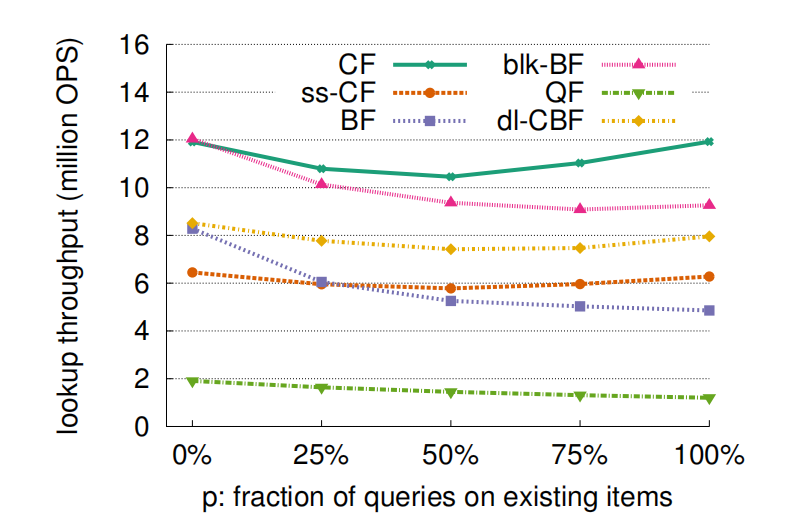 lookup throughput (million OPS)
16
14
12
10
8
6
4
2
0
CF
ss-CF
BF
blk-BF
QF
dl-CBF
0% 25% 50% 75% 100%
p: fraction of queries on existing items